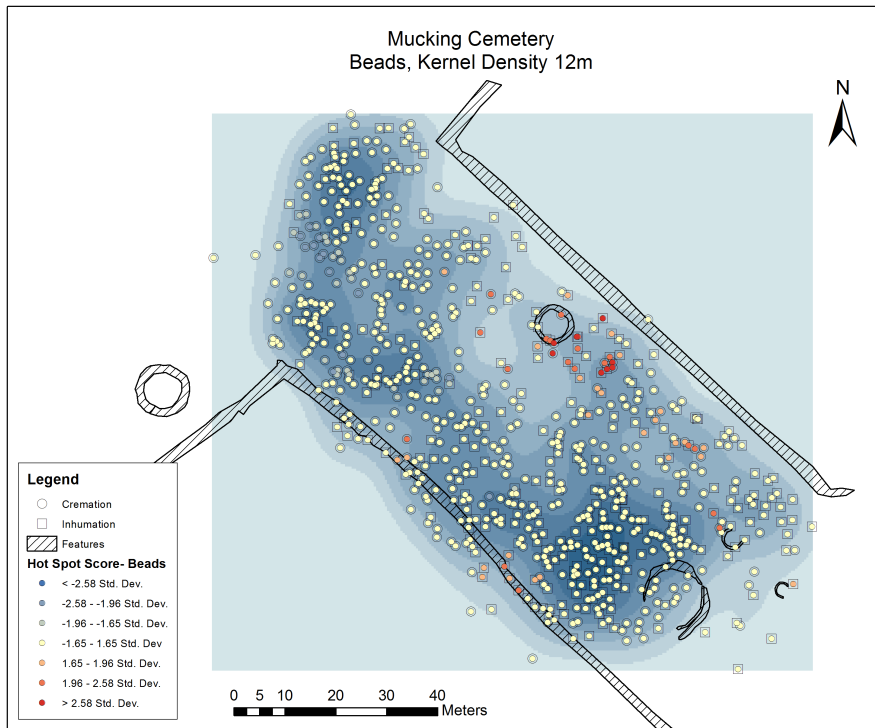 Mucking Cemetery
Beads, Kernel Density 12m
N
Legend
Cremation
Inhumation
Features
Hot Spot Score- Beads
< -2.58 Std. Dev.
-2.58 - -1.96 Std. Dev.
-1.96 - -1.65 Std. Dev.
-1.65 - 1.65 Std. Dev
1.65 - 1.96 Std. Dev.
1.96 - 2.58 Std. Dev.
> 2.58 Std. Dev.
0 5 10 20 30 40
Meters